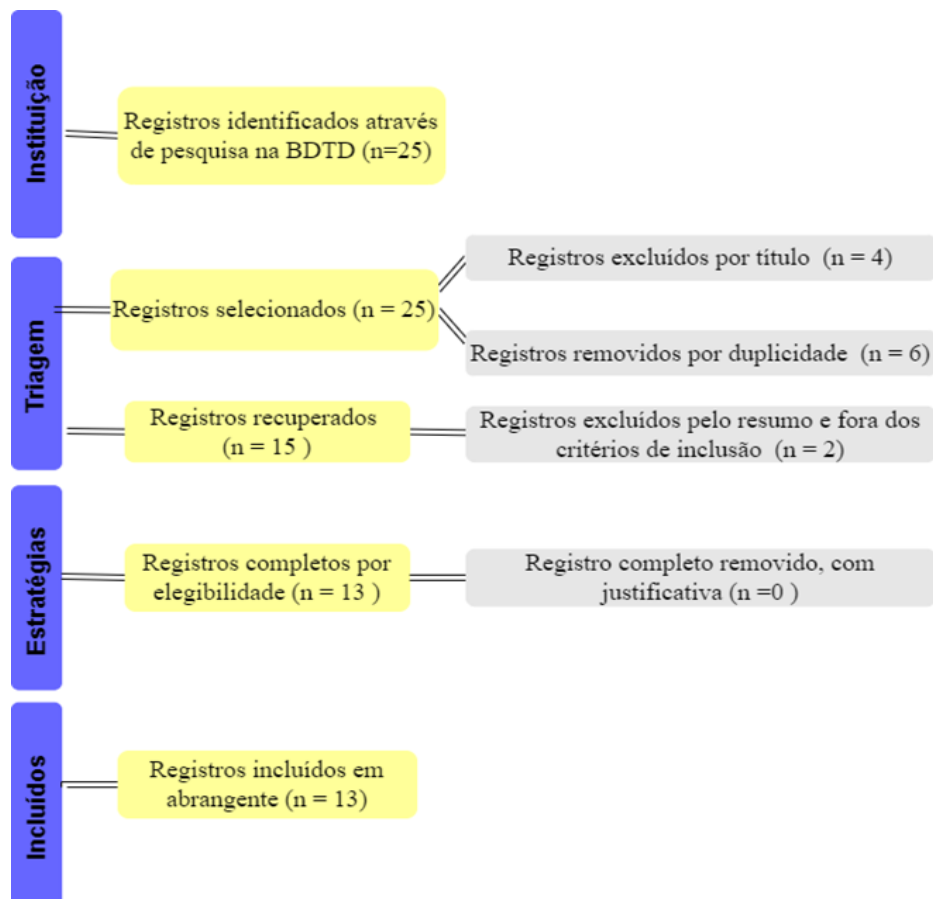 Instituição
Registros identificados através
de pesquisa na BDTD (n=25)
Triagem
Registros selecionados (n = 25)
Registros excluídos por título (n = 4)
Registros removidos por duplicidade (n = 6)
Registros recuperados
(n = 15 )
Registros excluídos pelo resumo e fora dos
critérios de inclusão (n = 2)
Estratégias
Registros completos por
elegibilidade (n = 13 )
Registro completo removido, com
justificativa (n =0 )
Incluídos
Registros incluídos em
abrangente (n = 13)